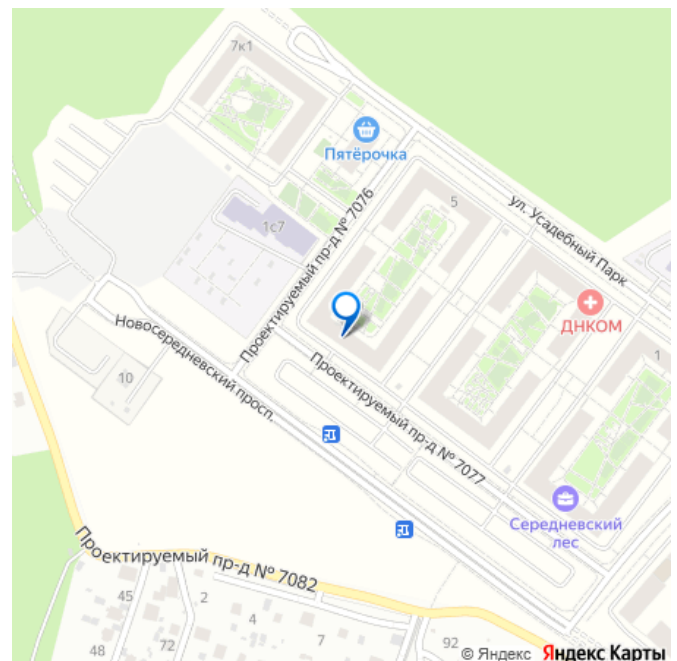 7к1
Пятёрочка
5
ул. Усадебный Парк
Проектируемый пр-д № 7076
1с7
ДНКОМ
1
Новосередневский просп.
10
Проектируемый пр-д № 7077
Середневский
лес
Проектируемый пр-д № 7082
45
2
4
7
48
72
92
© Яндекс Яндекс Карты